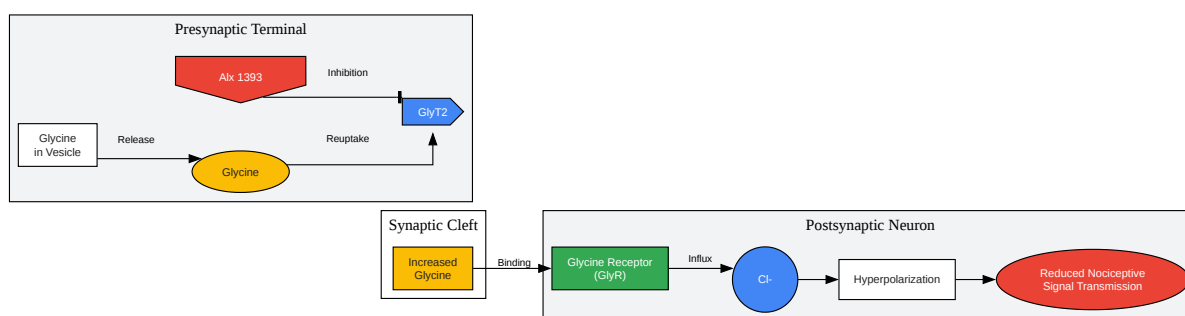 Presynaptic Terminal
Alx 1393
Inhibition
GlyT2
Glycine
in Vesicle
Release
Reuptake
Glycine
Synaptic Cleft
Postsynaptic Neuron
Increased
Glycine
Binding
Glycine Receptor
(GlyR)
Influx
Cl-
Hyperpolarization
Reduced Nociceptive
Signal Transmission